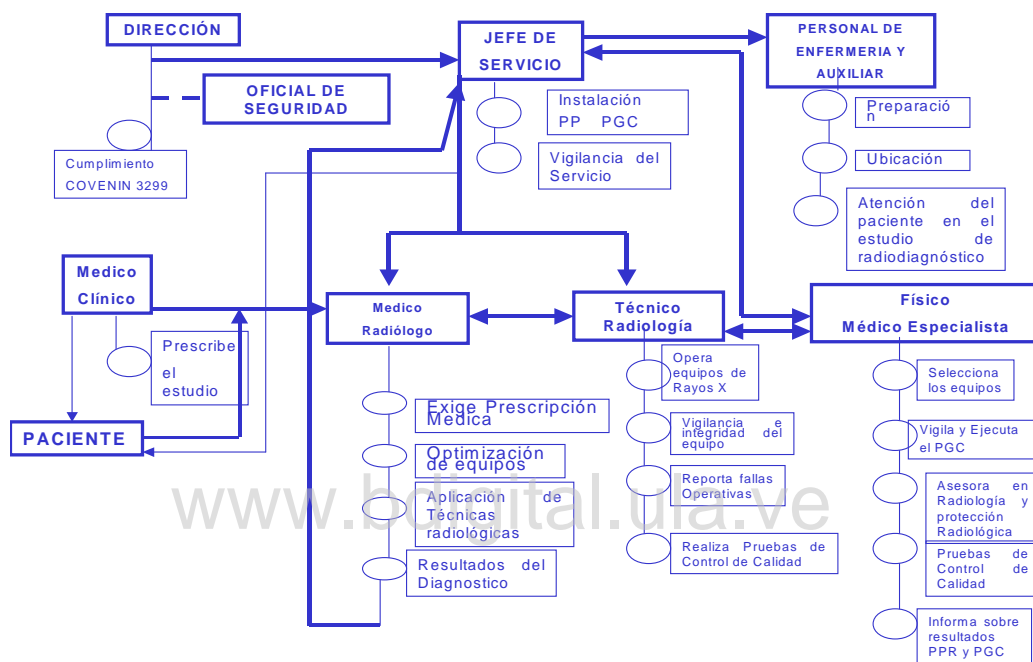 DIRECCIÓN
OFICIAL DE
SEGURIDAD
Cumplimiento
COVENIN 3299
JEFE DE
SERVICIO
Instalación
PP PGC
Vigilancia del
Servicio
PERSONAL DE
ENFERMERIA Y
AUXILIAR
Preparació
n
Ubicación
Atención del
paciente en el
estudio de
radiodiagnóstico
Medico
Clínico
Prescribe
el
estudio
PACIENTE
Medico
Radiólogo
Exige Prescripción
Medica
Optimización
de equipos
Aplicación de
Técnicas
radiológicas
Resultados del
Diagnostico
Técnico
Radiología
Opera
equipos de
Rayos X
Vigilancia e
integridad del
equipo
Reporta fallas
Operativas
Realiza Pruebas de
Control de Calidad
Físico
Médico Especialista
Selecciona
los equipos
Vigila y Ejecuta
el PGC
Asesora en
Radiología y
protección
Radiológica
Pruebas de
Control de
Calidad
Informa sobre
resultados
PPR y PGC
www.bdigital.ula.ve